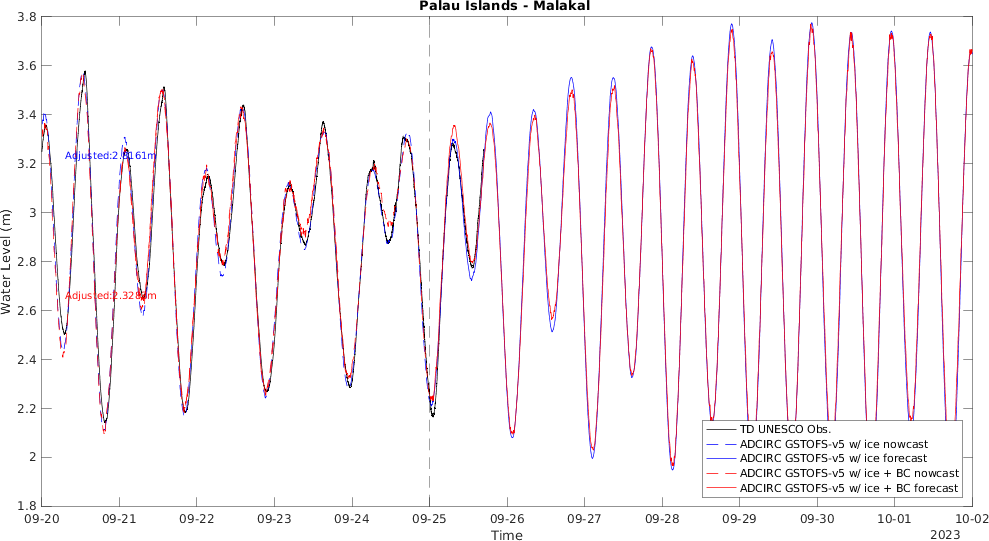 Palau Islands - Malakal
Water Level (m)
3.8
3.6
3.4
3.2
3
2.8
2.6
2.4
2.2
2
1.8
TD UNESCO Obs.
ADCIRC GSTOFS-v5 w/ ice nowcast
ADCIRC GSTOFS-v5 w/ ice forecast
ADCIRC GSTOFS-v5 w/ ice + BC nowcast
ADCIRC GSTOFS-v5 w/ ice + BC forecast
09-20 09-21 09-22 09-23 09-24 09-25 09-26 09-27 09-28 09-29 09-30 10-01 10-02
Time
2023